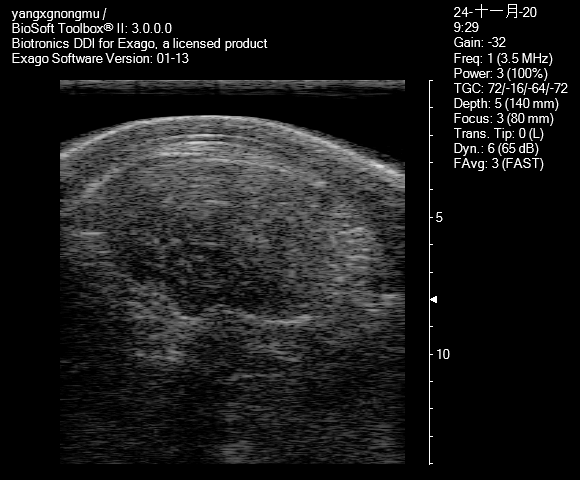 yangxgnongmu /
BioSoft Toolbox® II: 3.0.0.0
Biotronics DDI for Exago, a licensed product
Exago Software Version: 01-13
24-十一月-20
9:29
Gain: -32
Freq: 1 (3.5 MHz)
Power: 3 (100%)
TGC: 72/-16/-64/-72
Depth: 5 (140 mm)
Focus: 3 (80 mm)
Trans. Tip: 0 (L)
Dyn.: 6 (65 dB)
FAvg: 3 (FAST)
5
10